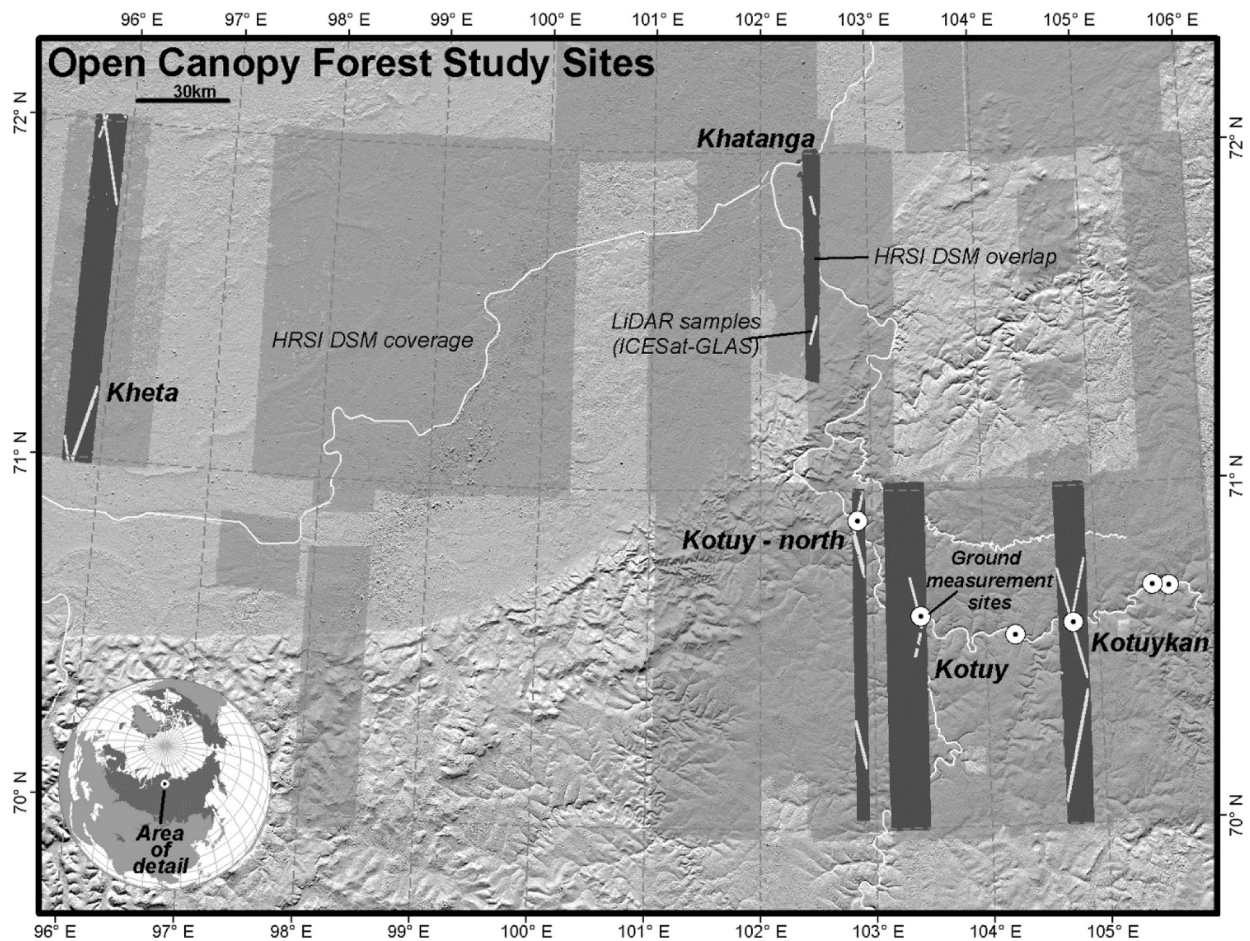 96° E 97° E 98° E 99° E 100° E 101° E 102° E 103° E 104° E 105° E 106° E
Open Canopy Forest Study Sites
30km
72° N
72° N
Khatanga
HRSI DSM overlap
LiDAR samples
(ICESat-GLAS)
HRSI DSM coverage
Kheta
71° N
71° N
Kotuy - north
Ground
measurement
sites
Kotuykan
Kotuy
70° N
70° N
Area
of
detail
96° E 97° E 98° E 99° E 100° E 101° E 102° E 103° E 104° E 105° E